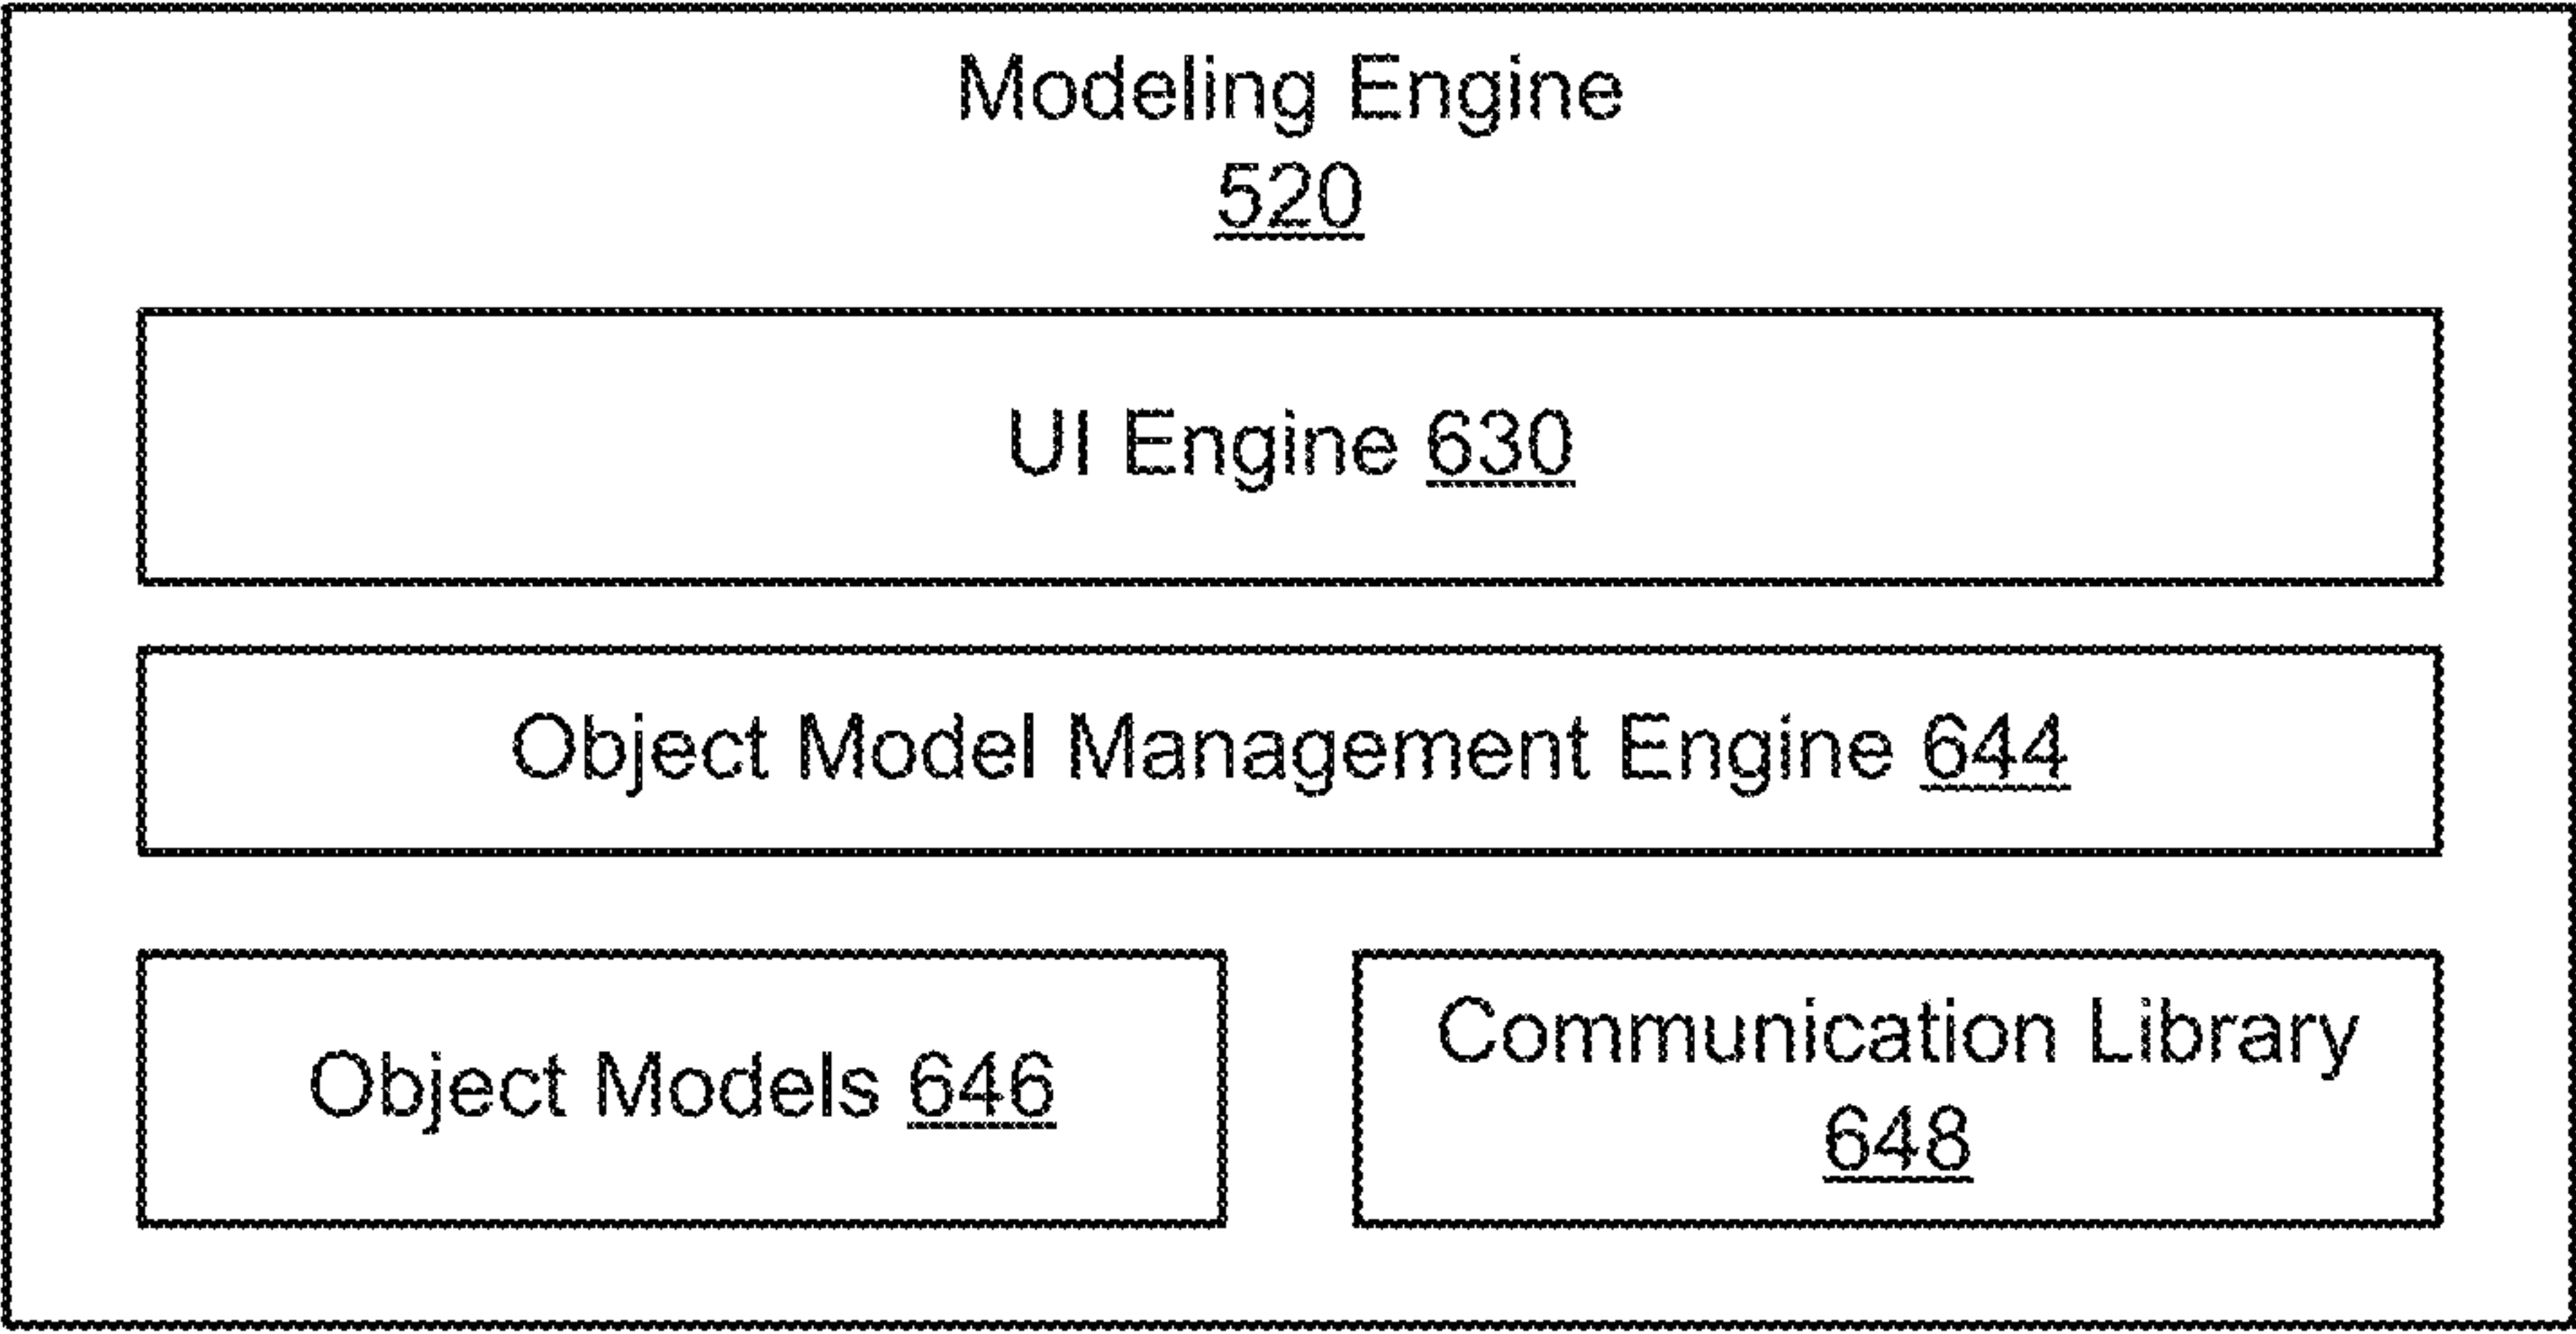 Modeling Engine
520
UI Engine 630
Object Model Management Engine 644
Object Models 646
Communication Library
648